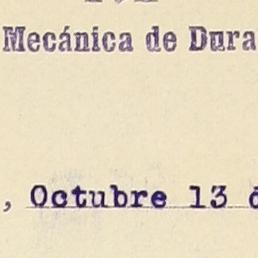 Mecánica de Dura
, Octubre 13 d